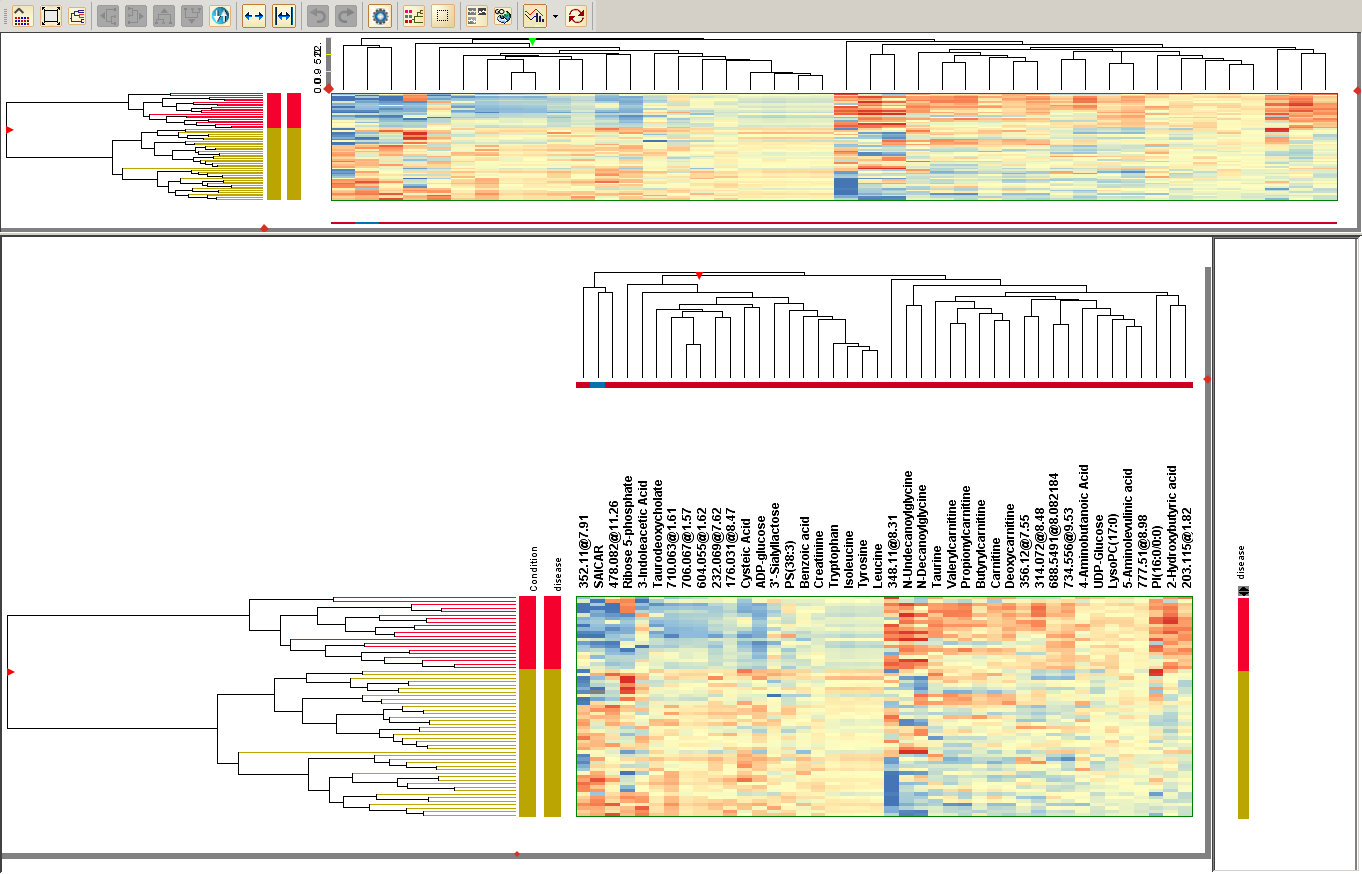 GO
352.11@7.91
SAICAR
478.082@11.26
Ribose 5-phosphate
3-Indoleacetic Acid
Taurodeoxycholate
710.063@1.61
706.067@1.57
604.055@1.62
232.069@7.62
176.031@8.47
Cysteic Acid
ADP-glucose
3'-Sialyllactose
PS(38:3)
Benzoic acid
Creatinine
Tryptophan
Isoleucine
Tyrosine
Leucine
348.11@8.31
N-Undecanoylglycine
N-Decanoylglycine
Taurine
Valerylcarnitine
Propionylcarnitine
Butyrylcarnitine
Carnitine
Deoxycarnitine
356.12@7.55
314.072@8.48
688.5491@8.082184
734.556@9.53
4-Aminobutanoic Acid
UDP-Glucose
LysoPC(17:0)
5-Aminolevulinic acid
777.51@8.98
PI(16:0/0:0)
2-Hydroxybutyric acid
203.115@1.82
Condition
disease
disease